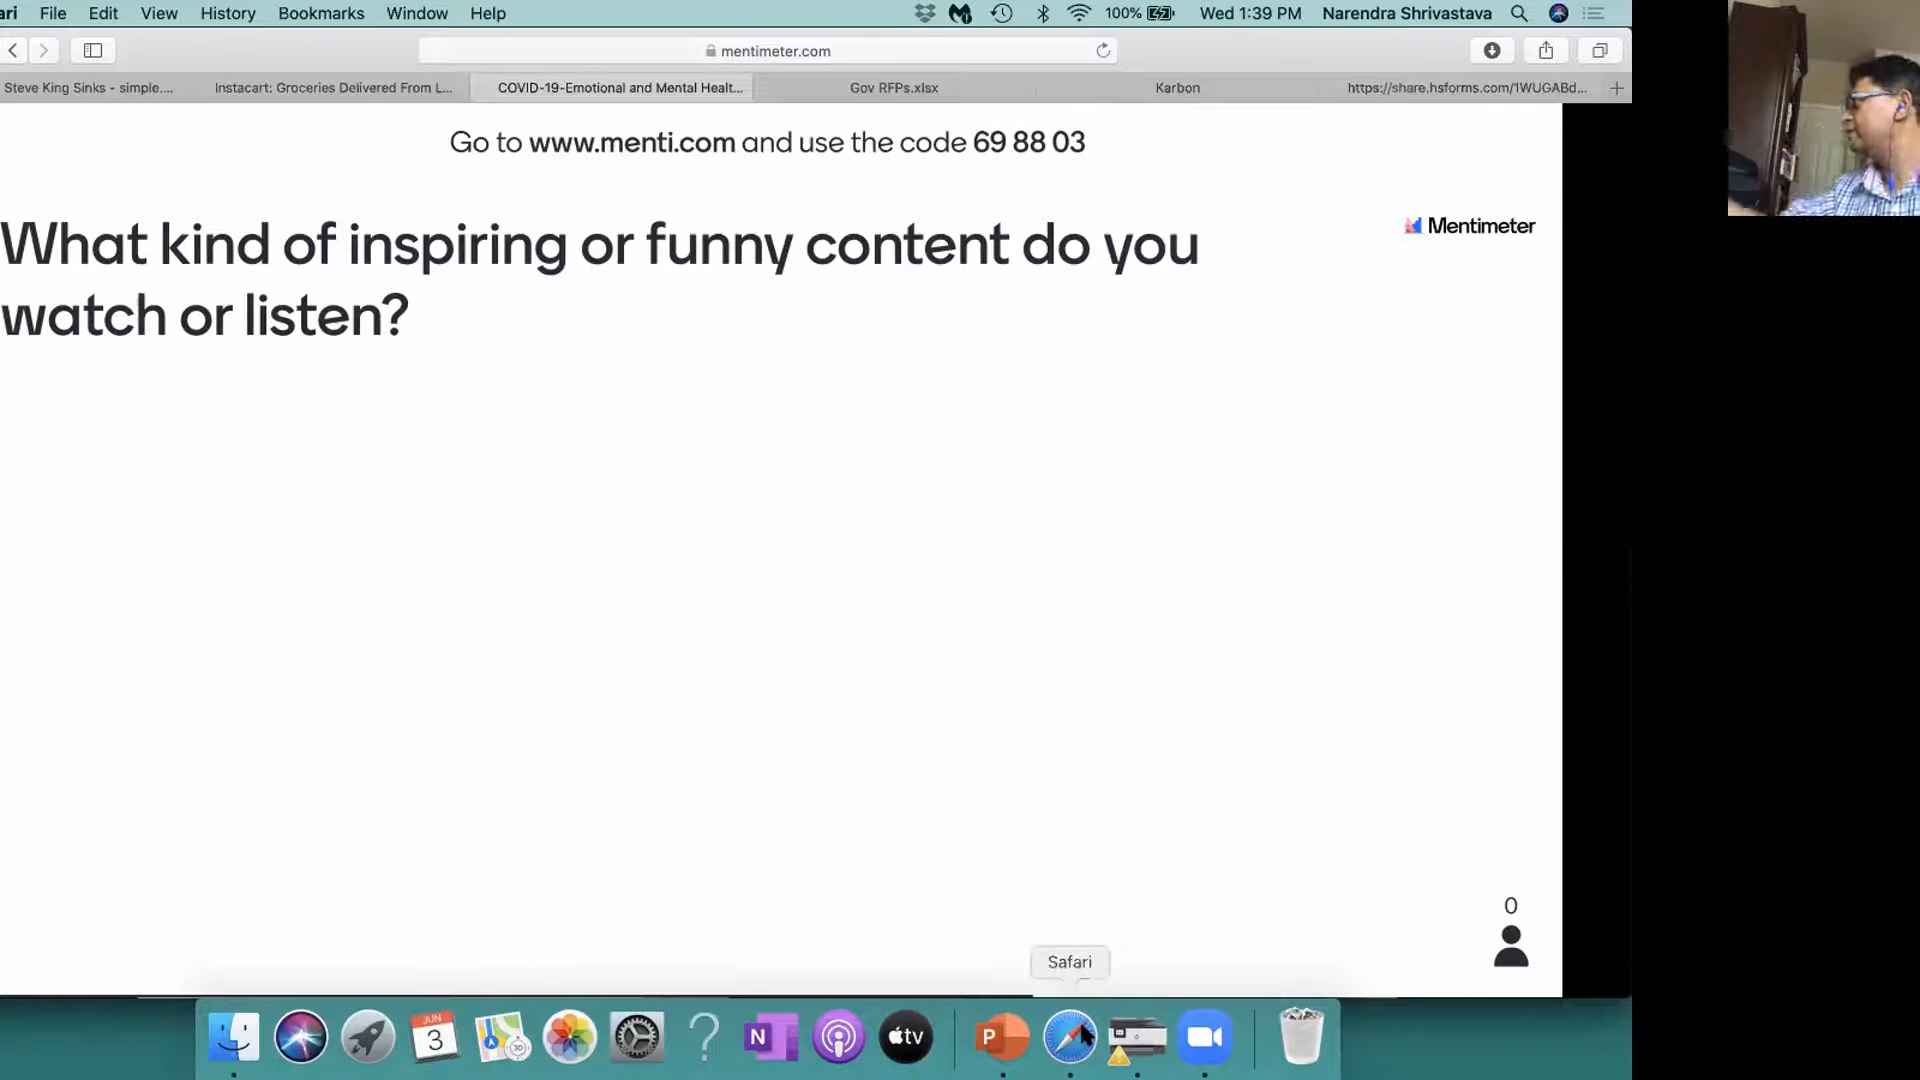 ari File Edit View History Bookmarks Window Help 100% Wed 1:39 PM Narendra Shrivastava
mentimeter.com
Steve King Sinks - simple.... Instacart: Groceries Delivered From L... COVID-19-Emotional and Mental Healt... Gov RFPs.xlsx Karbon https://share.hsforms.com/1WUGABd...
Go to www.menti.com and use the code 69 88 03
What kind of inspiring or funny content do you
watch or listen?
Mentimeter
0
Safari
JUN
3
3D
N
tv
P